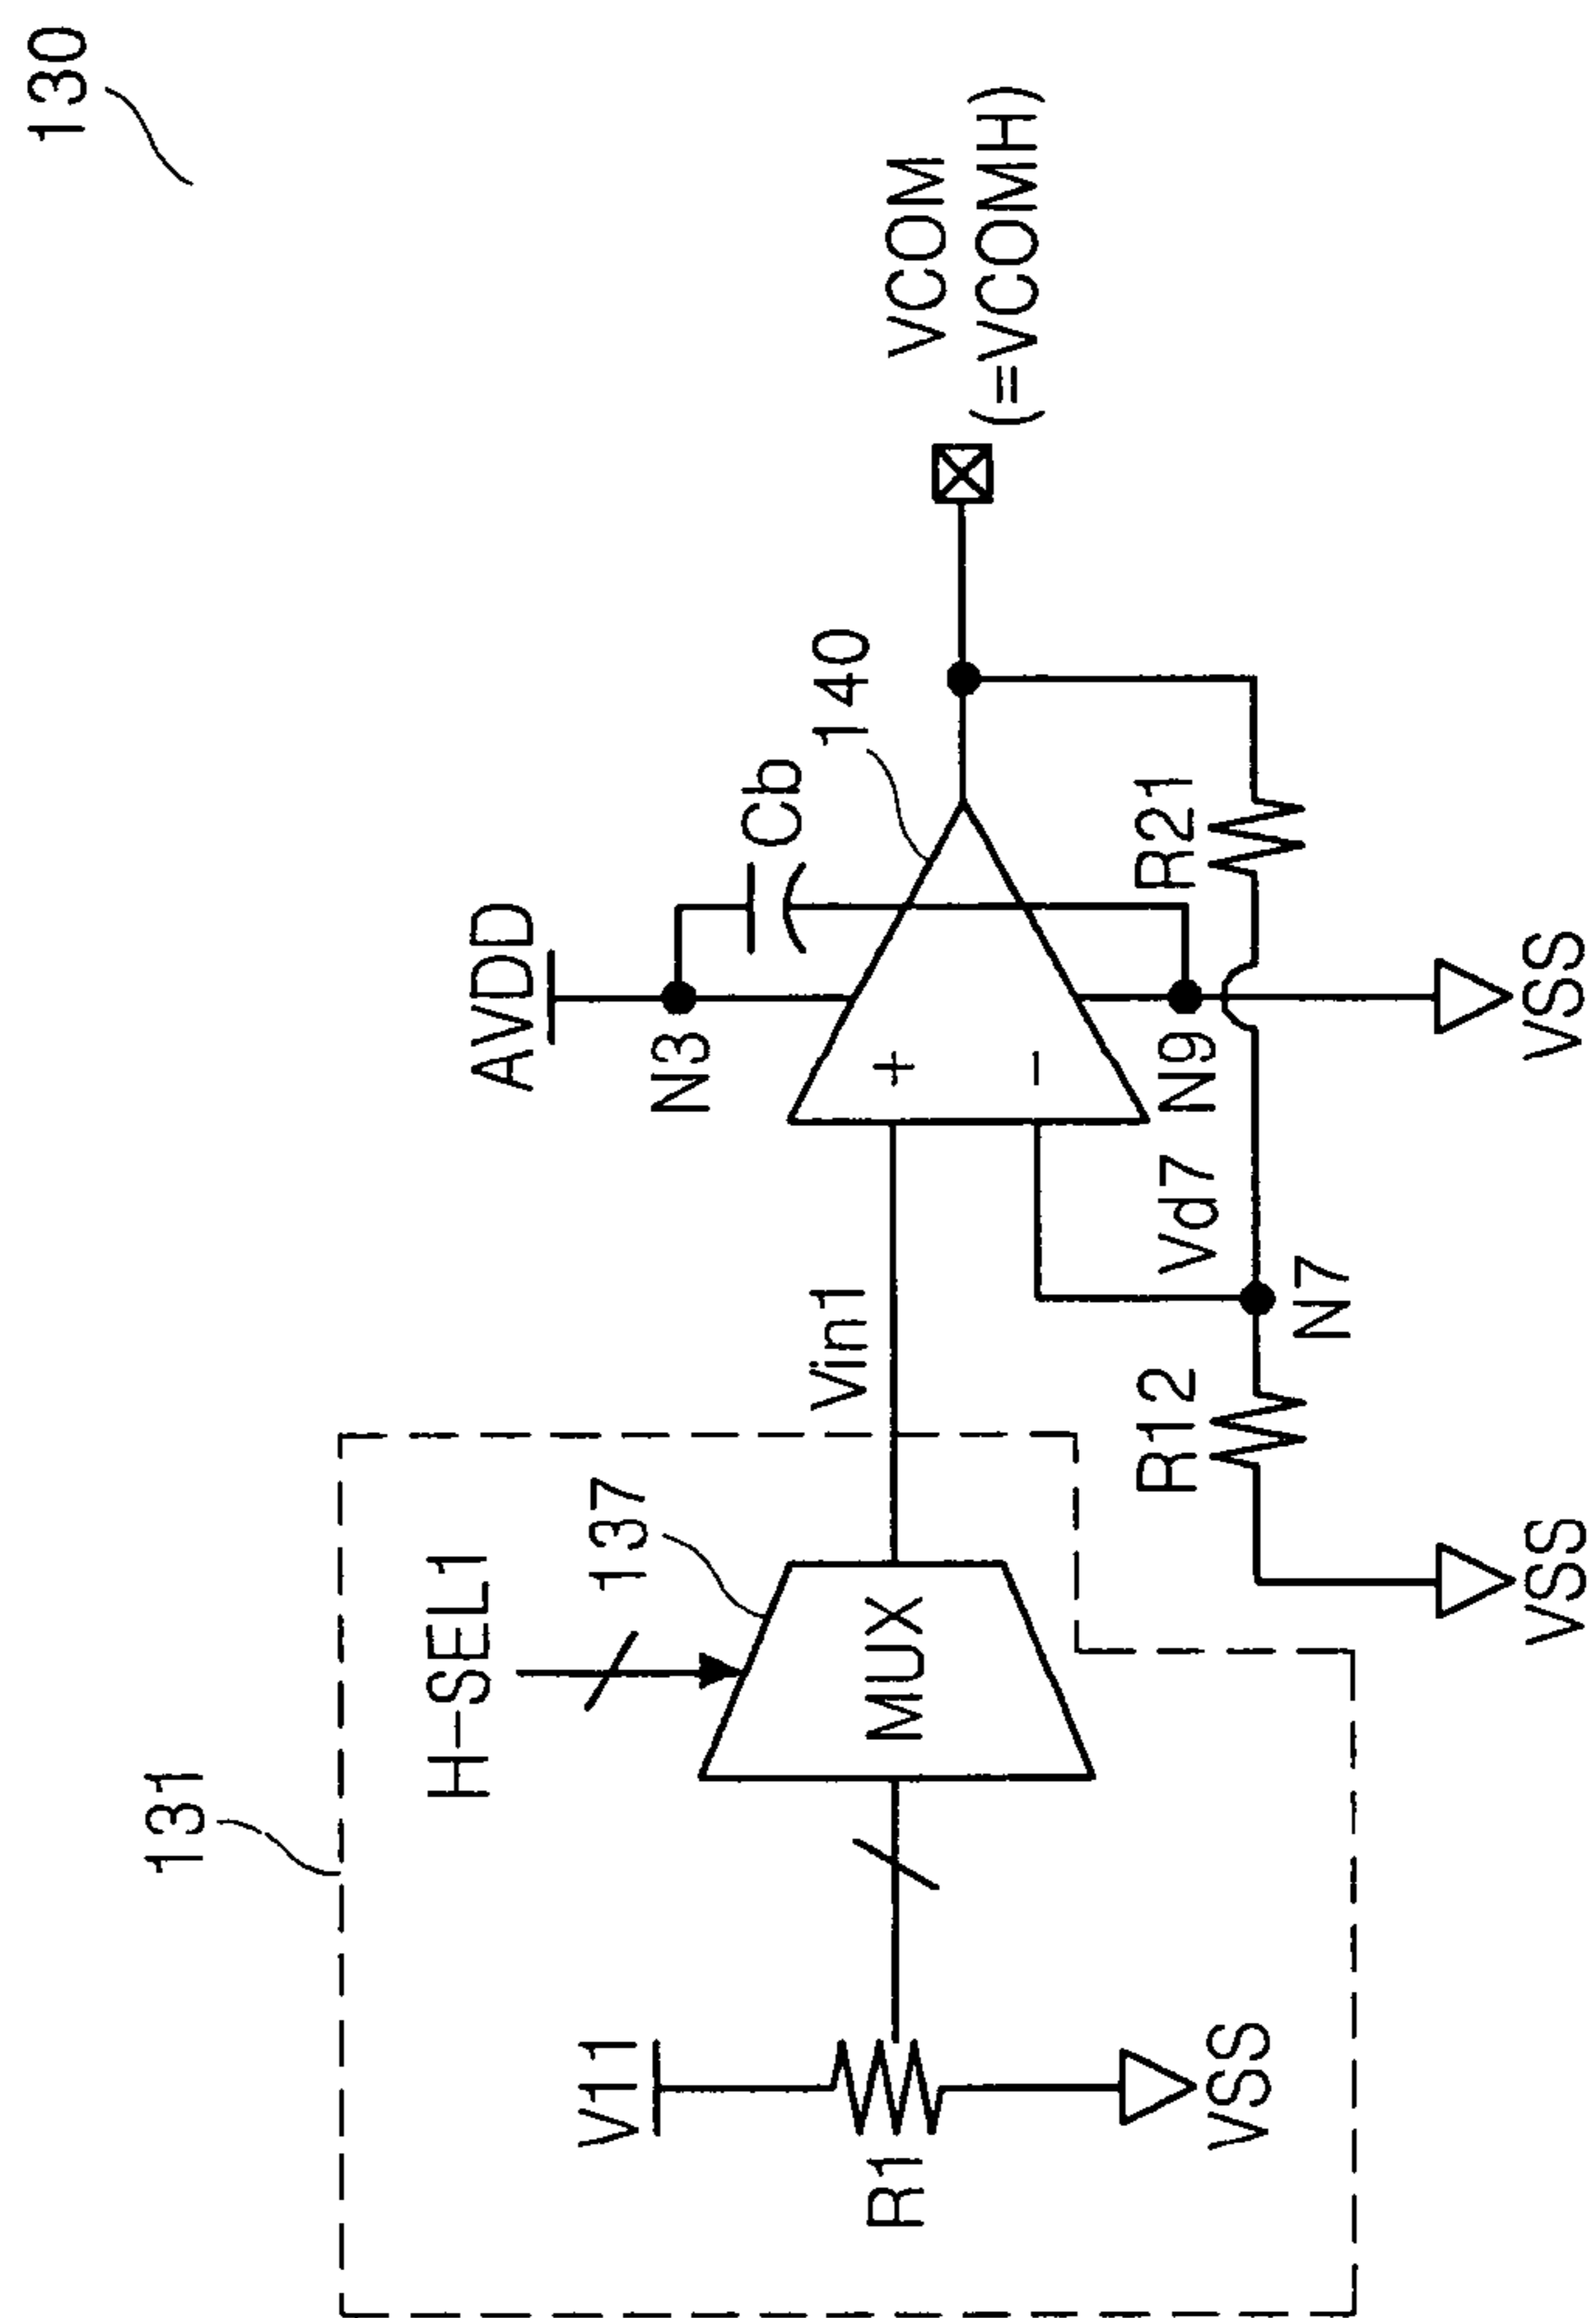 130
131
H-SEL1
137
V11
R1
VSS
MUX
Vin1
AVDD
N3
Cb
140
+
-
VCOM
(=VCOMH)
N9
Vd7
N7
R12
R21
VSS
VSS